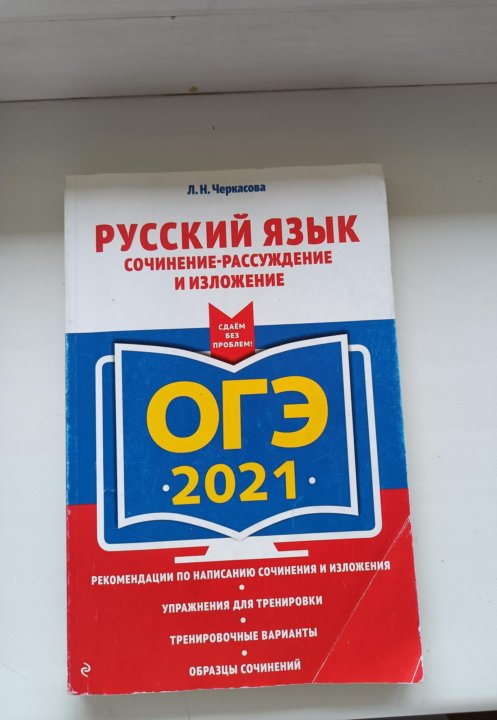 Л. Н. Черкасова
РУССКИЙ ЯЗЫК
СОЧИНЕНИЕ-РАССУЖДЕНИЕ
И ИЗЛОЖЕНИЕ
СДАЁМ
БЕЗ
ПРОБЛЕМ!
ОГЭ
·2021·
РЕКОМЕНДАЦИИ ПО НАПИСАНИЮ СОЧИНЕНИЯ И ИЗЛОЖЕНИЯ
•
УПРАЖНЕНИЯ ДЛЯ ТРЕНИРОВКИ
•
ТРЕНИРОВОЧНЫЕ ВАРИАНТЫ
•
ОБРАЗЦЫ СОЧИНЕНИЙ